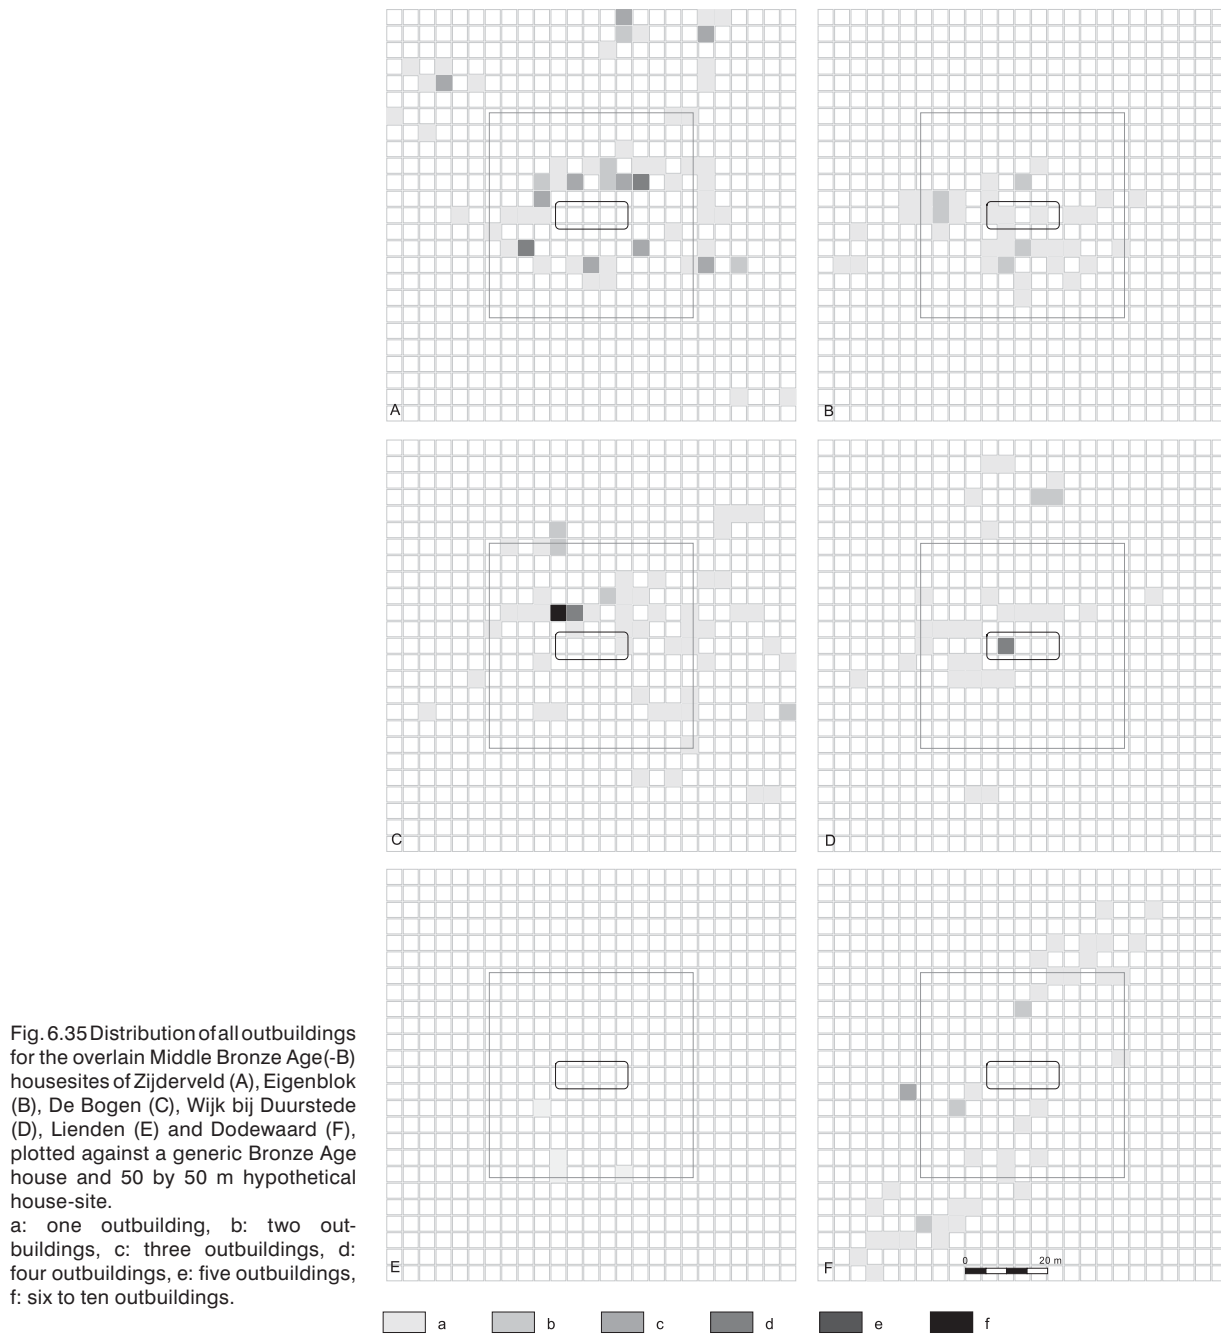 A
B
C
D
E
F
0 20 m
Fig. 6.35 Distribution of all outbuildings
for the overlain Middle Bronze Age(-B)
housesites of Zijderveld (A), Eigenblok
(B), De Bogen (C), Wijk bij Duurstede
(D), Lienden (E) and Dodewaard (F),
plotted against a generic Bronze Age
house and 50 by 50 m hypothetical
house-site.
a: one outbuilding, b: two out-
buildings, c: three outbuildings, d:
four outbuildings, e: five outbuildings,
f: six to ten outbuildings.
a b c d e f